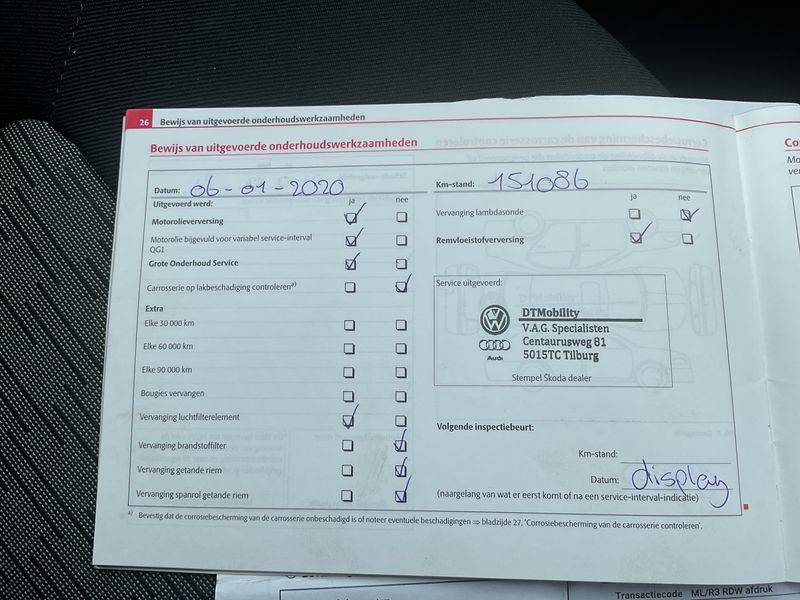 26 Bewijs van uitgevoerde onderhoudswerkzaamheden
Bewijs van uitgevoerde onderhoudswerkzaamheden
Datum: 06-01-2020
Km-stand: 151086
Uitgevoerd werd: ja nee
ja nee
Motorolieverversing
Vervanging lambdasonde
Motorolie bijgevuld voor variabel service-interval
QG1
Remvloeistofverversing
Grote Onderhoud Service
Carrosserie op lakbeschadiging controleren a)
Service uitgevoerd:
DTMobility
V.A.G. Specialisten
Centaurusweg 81
5015TC Tilburg
Audi
Stempel Škoda dealer
Extra
Elke 30 000 km
Elke 60 000 km
Elke 90 000 km
Bougies vervangen
Vervanging luchtfilterelement
Vervanging brandstoffilter
Vervanging getande riem
Vervanging spanrol getande riem
Volgende inspectiebeurt:
Km-stand:
Datum: display
(naargelang van wat er eerst komt of na een service-interval-indicatie)
a) Bevestig dat de corrosiebescherming van de carrosserie onbeschadigd is of noteer eventuele beschadigingen ⇒ bladzijde 27, 'Corrosiebescherming van de carrosserie controleren'.
Transactiecode ML/R3 RDW afdruk